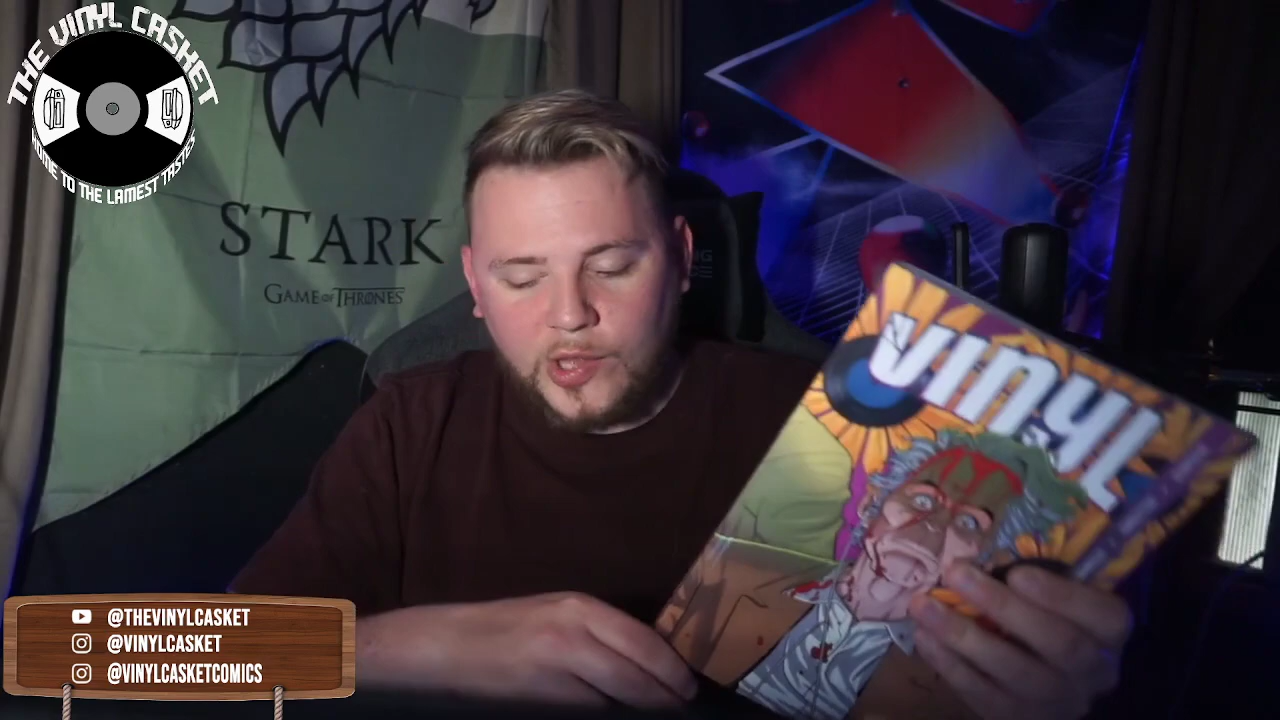 THE VINYL CASKET
HOME TO THE LAMEST TASTES
STARK
GAME OF THRONES
VINYL
@THEVINYLCASKET
@VINYLCASKET
@VINYLCASKETCOMICS